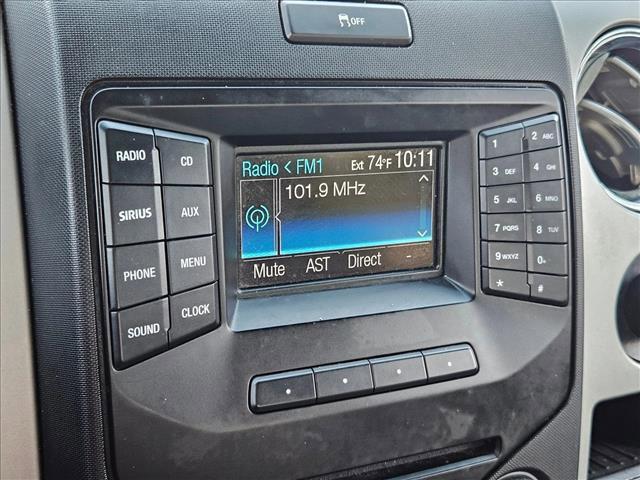 OFF
RADIO
CD
SIRIUS
AUX
PHONE
MENU
SOUND
CLOCK
Radio < FM1 Ext 74°F 10:11
101.9 MHz
Mute AST Direct -
1
2 ABC
3 DEF
4 GHI
5 JKL
6 MNO
7 PQRS
8 TUV
9 WXYZ
0+
*
#